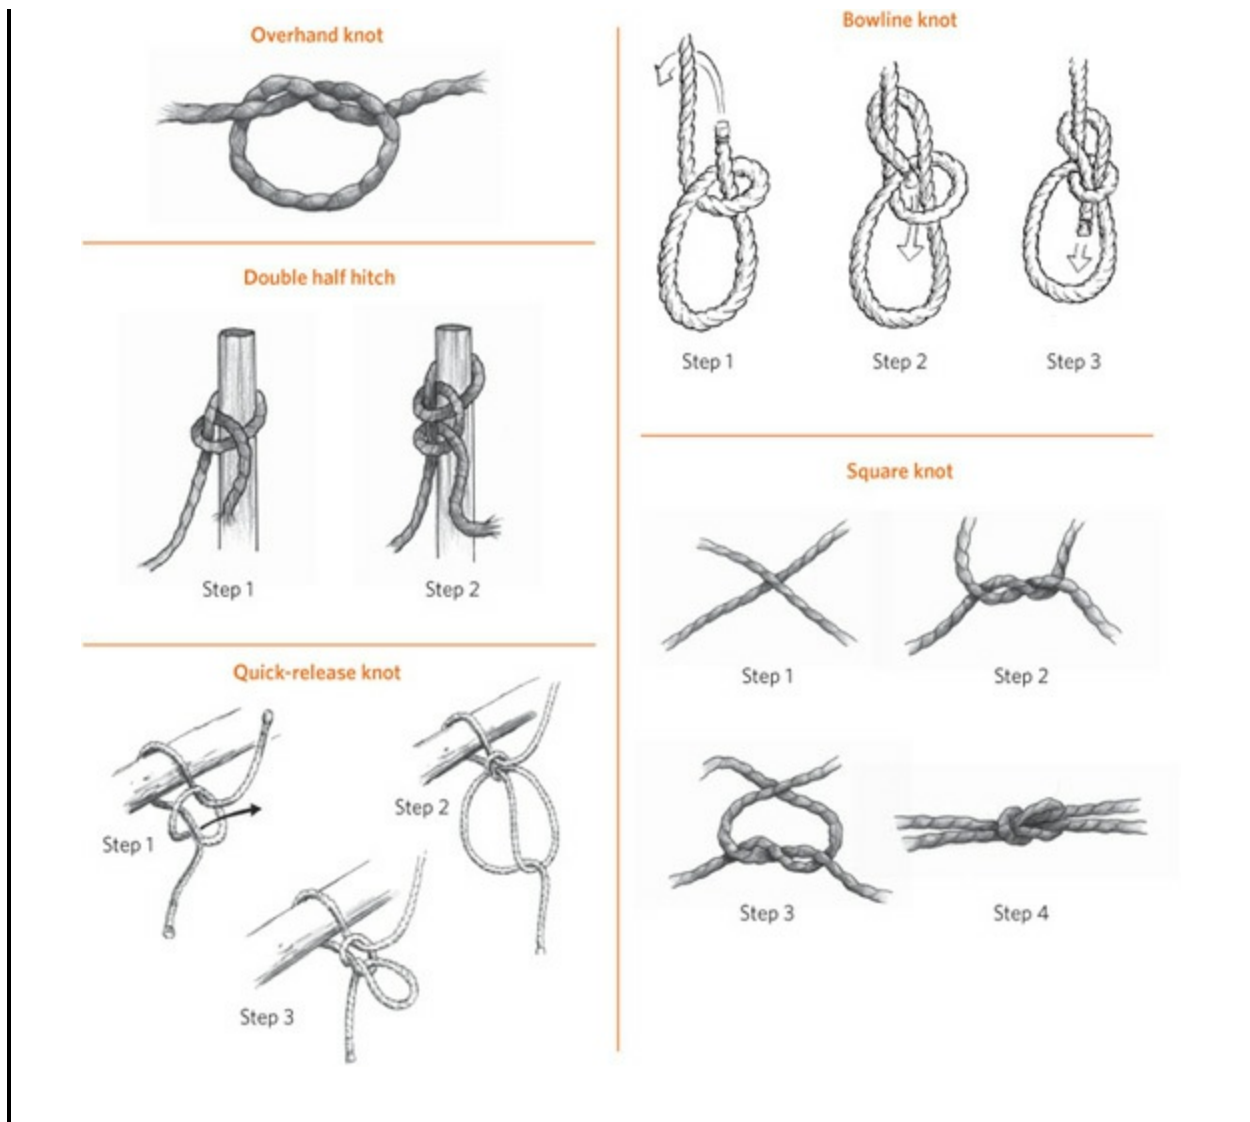 Overhand knot
Double half hitch
Step 1
Step 2
Quick-release knot
Step 1
Step 2
Step 3
Bowline knot
Step 1
Step 2
Step 3
Square knot
Step 1
Step 2
Step 3
Step 4